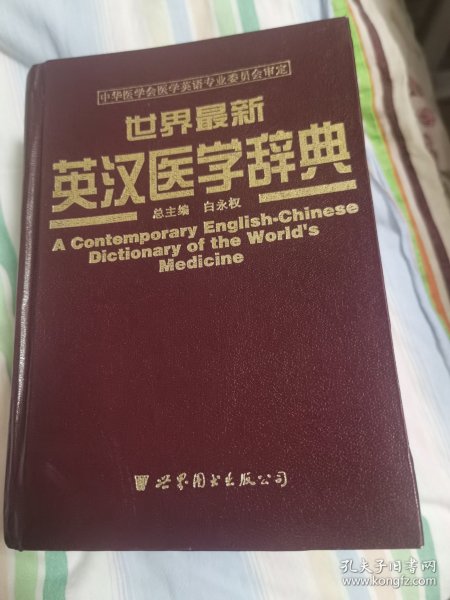 中华医学会医学英语专业委员会审定
世界最新
英汉医学辞典
总主编 白永权
A Contemporary English-Chinese
Dictionary of the World's
Medicine
世界图书出版公司
孔夫子旧书网
www.kongfz.com